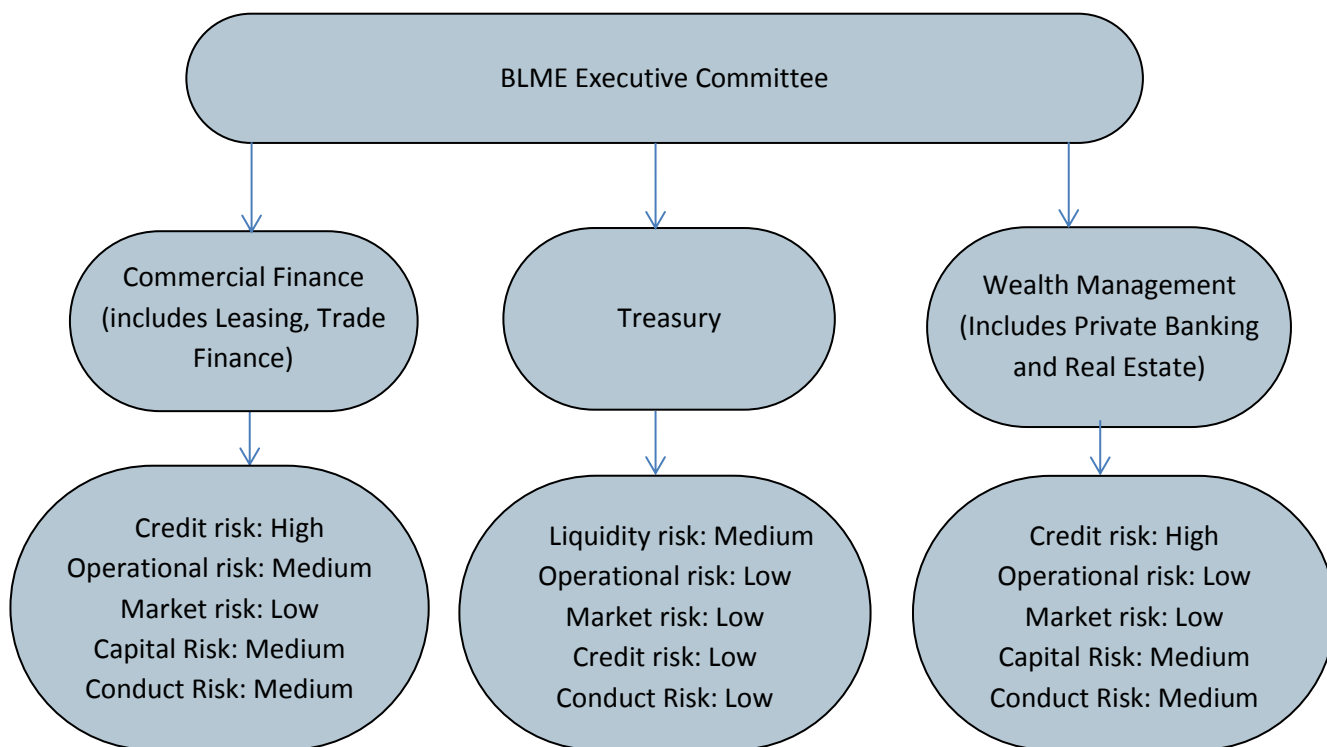 BLME Executive Committee
Commercial Finance
(includes Leasing, Trade
Finance)
Treasury
Wealth Management
(Includes Private Banking
and Real Estate)
Credit risk: High
Operational risk: Medium
Market risk: Low
Capital Risk: Medium
Conduct Risk: Medium
Liquidity risk: Medium
Operational risk: Low
Market risk: Low
Credit risk: Low
Conduct Risk: Low
Credit risk: High
Operational risk: Low
Market risk: Low
Capital Risk: Medium
Conduct Risk: Medium